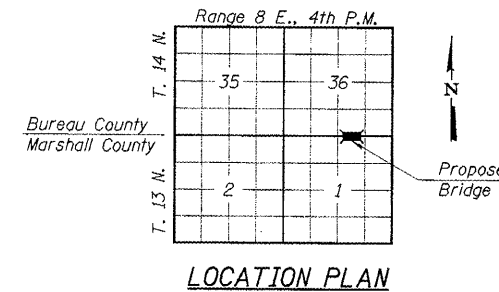 Range 8 E., 4th P.M.
T. 14 N.
35
36
N
Bureau County
Marshall County
T. 13 N.
2
1
Propose
Bridge
LOCATION PLAN